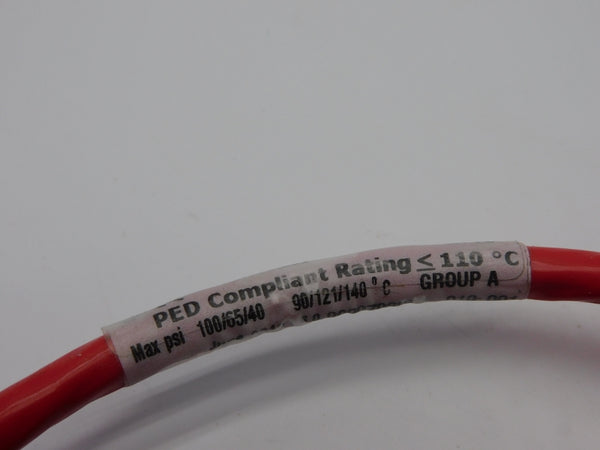 PED Compliant Rating ≤ 110 °C
Max psi 100/65/40 90/121/140 ° C GROUP A